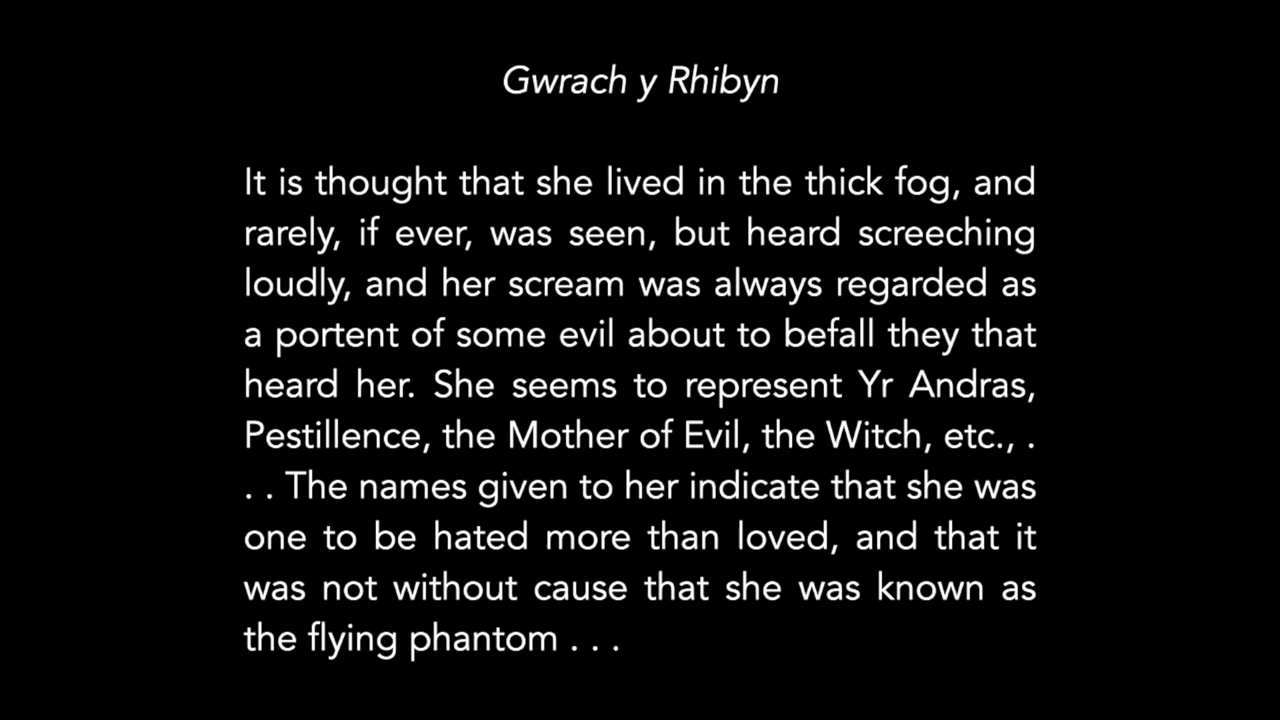 Gwrach y Rhibyn
It is thought that she lived in the thick fog, and
rarely, if ever, was seen, but heard screeching
loudly, and her scream was always regarded as
a portent of some evil about to befall they that
heard her. She seems to represent Yr Andras,
Pestillence, the Mother of Evil, the Witch, etc., .
. . The names given to her indicate that she was
one to be hated more than loved, and that it
was not without cause that she was known as
the flying phantom . . .